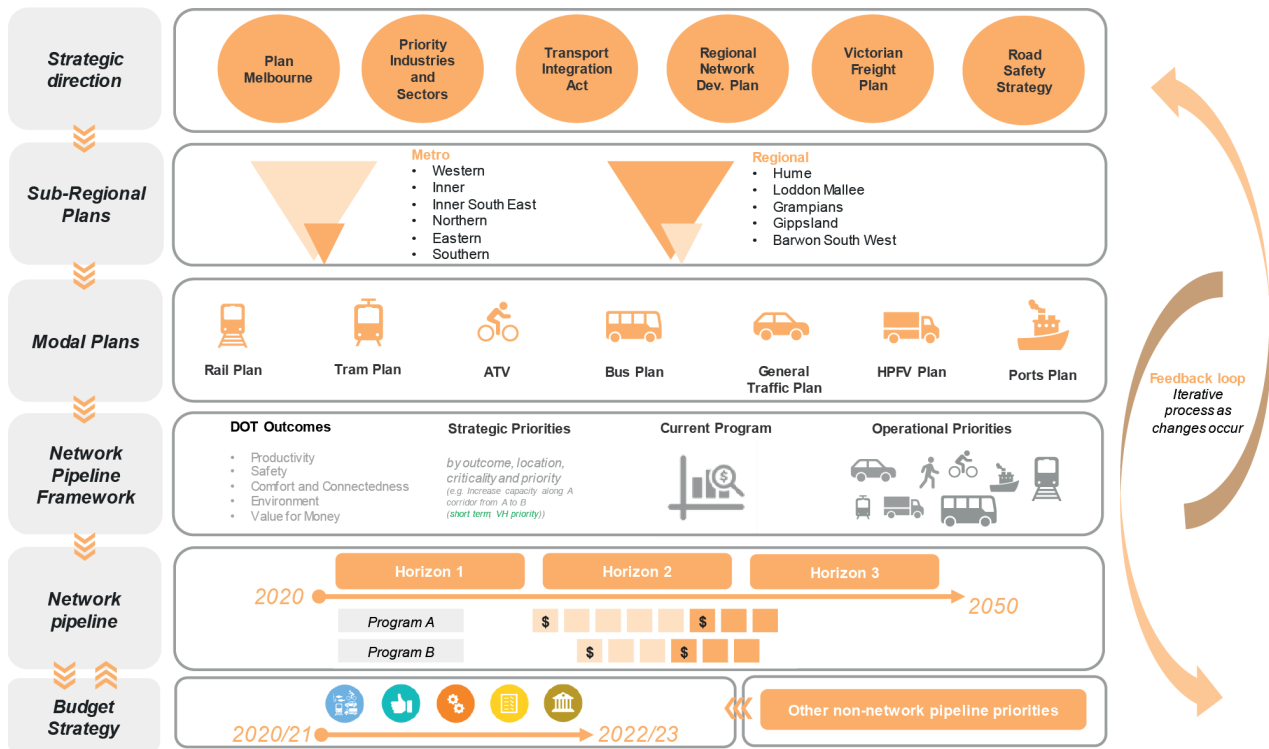 Strategic
direction
Plan
Melbourne
Priority
Industries
and
Sectors
Transport
Integration
Act
Regional
Network
Dev. Plan
Victorian
Freight
Plan
Road
Safety
Strategy
Sub-Regional
Plans
Metro
• Western
• Inner
• Inner South East
• Northern
• Eastern
• Southern
Regional
• Hume
• Loddon Mallee
• Grampians
• Gippsland
• Barwon South West
Modal Plans
Rail Plan
Tram Plan
ATV
Bus Plan
General
Traffic Plan
HPFV Plan
Ports Plan
Feedback loop
Iterative
process as
changes occur
Network
Pipeline
Framework
DOT Outcomes
• Productivity
• Safety
• Comfort and Connectedness
• Environment
• Value for Money
Strategic Priorities
by outcome, location,
criticality and priority
(e.g. Increase capacity along A
corridor from A to B
(short term, VH priority))
Current Program
$
Operational Priorities
Network
pipeline
Horizon 1
Horizon 2
Horizon 3
2020
2050
Program A
$
$
Program B
$
$
Budget
Strategy
2020/21
2022/23
Other non-network pipeline priorities